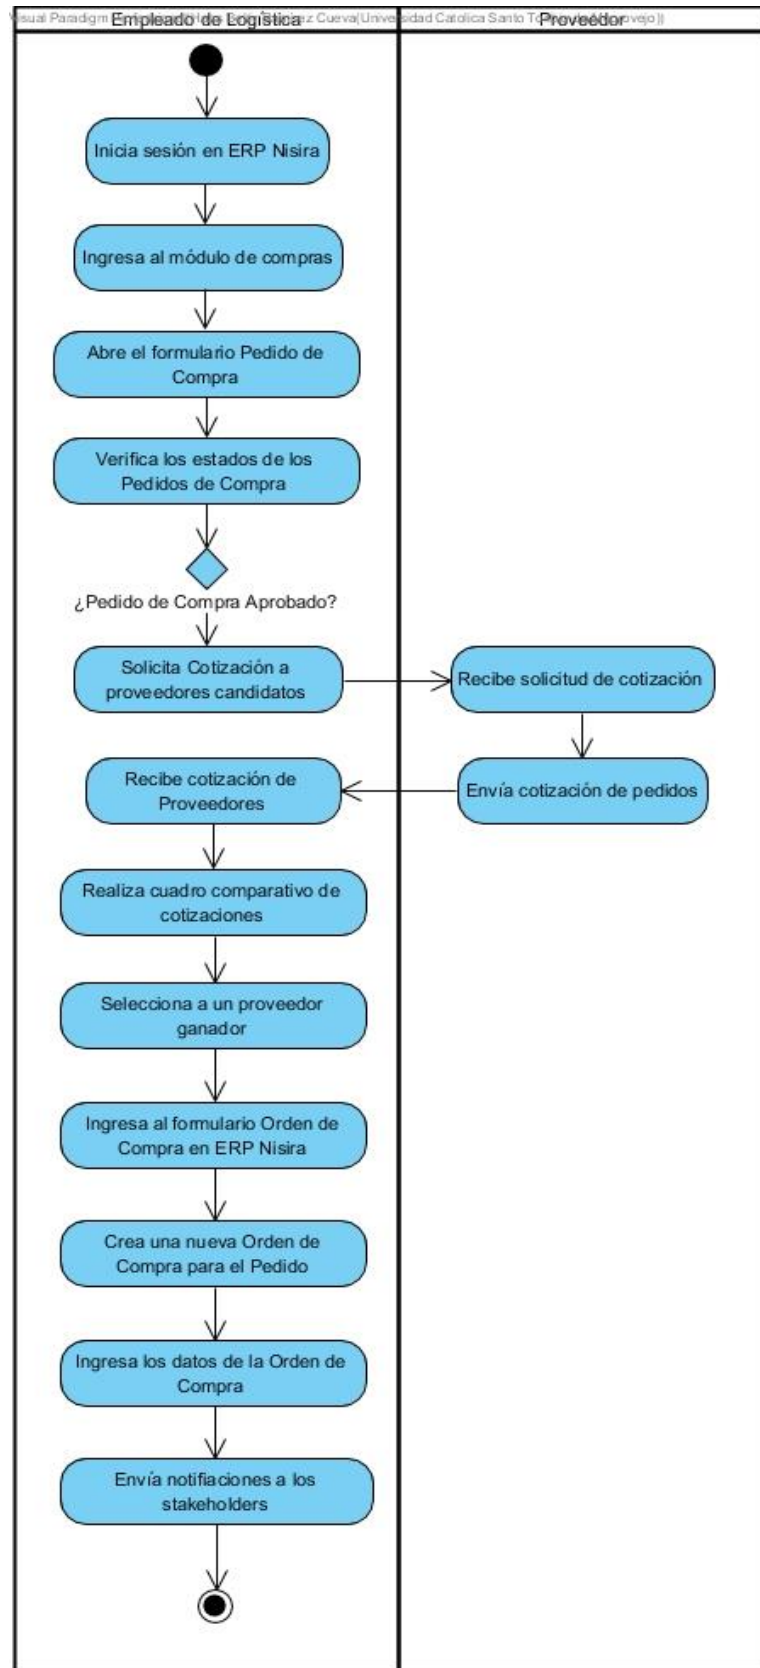 Empleado de Logística
Proveedor
Inicia sesión en ERP Nisira
Ingresa al módulo de compras
Abre el formulario Pedido de
Compra
Verifica los estados de los
Pedidos de Compra
¿Pedido de Compra Aprobado?
Solicita Cotización a
proveedores candidatos
Recibe solicitud de cotización
Recibe cotización de
Proveedores
Envía cotización de pedidos
Realiza cuadro comparativo de
cotizaciones
Selecciona a un proveedor
ganador
Ingresa al formulario Orden de
Compra en ERP Nisira
Crea una nueva Orden de
Compra para el Pedido
Ingresa los datos de la Orden de
Compra
Envía notifiaciones a los
stakeholders